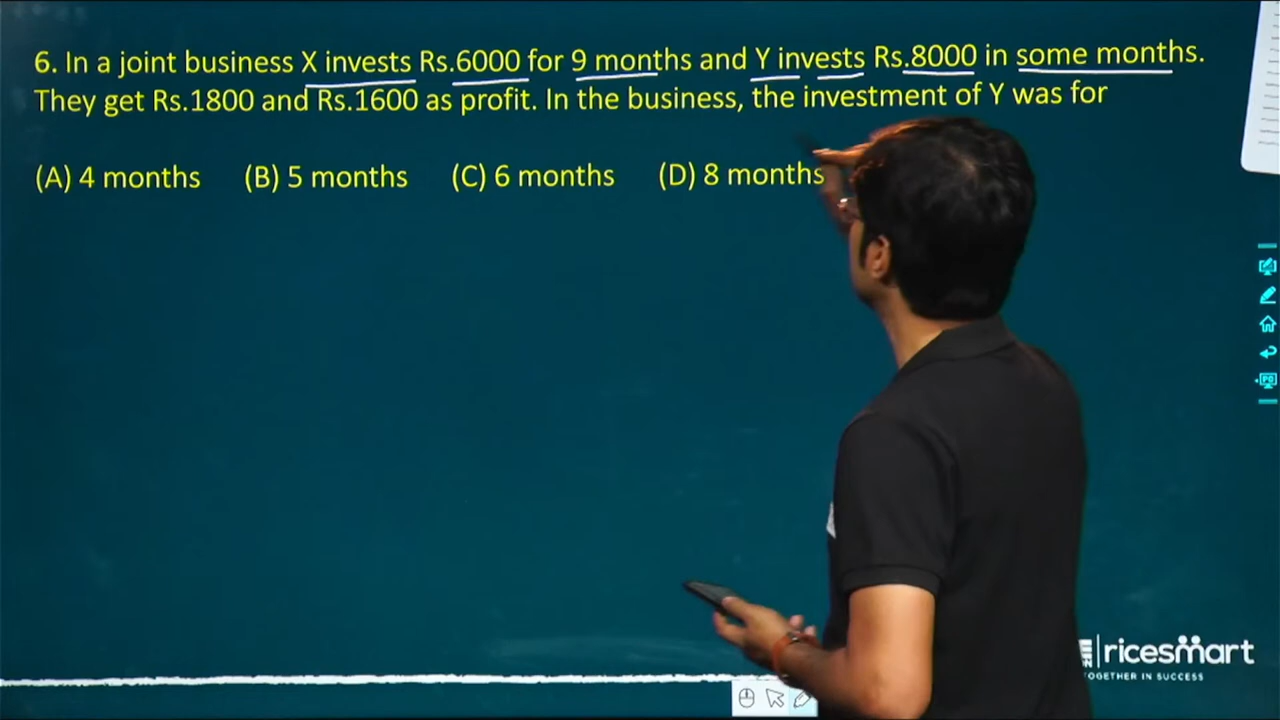 6. In a joint business X invests Rs.6000 for 9 months and Y invests Rs.8000 in some months.
They get Rs.1800 and Rs.1600 as profit. In the business, the investment of Y was for
(A) 4 months (B) 5 months (C) 6 months (D) 8 months
ricesmart
TOGETHER IN SUCCESS